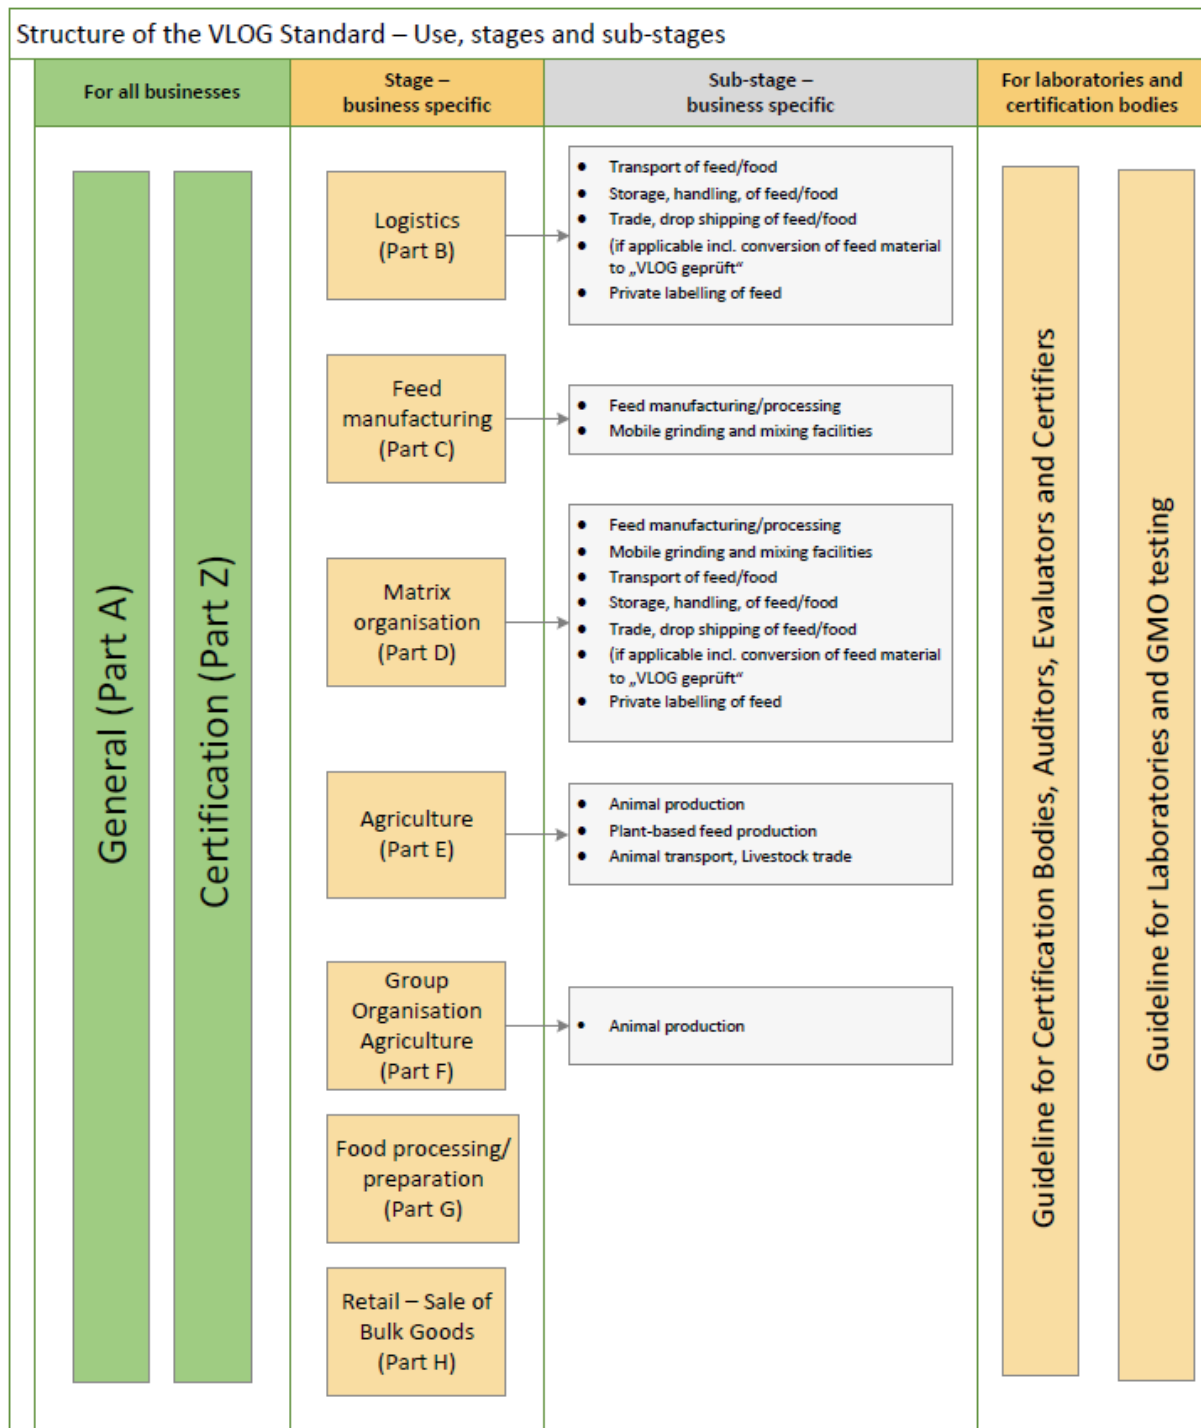 Structure of the VLOG Standard – Use, stages and sub-stages
For all businesses
Stage –
business specific
Sub-stage –
business specific
For laboratories and
certification bodies
General (Part A)
Certification (Part Z)
Logistics
(Part B)
• Transport of feed/food
• Storage, handling, of feed/food
• Trade, drop shipping of feed/food
• (if applicable incl. conversion of feed material
to „VLOG geprüft“
• Private labelling of feed
Feed
manufacturing
(Part C)
• Feed manufacturing/processing
• Mobile grinding and mixing facilities
Matrix
organisation
(Part D)
• Feed manufacturing/processing
• Mobile grinding and mixing facilities
• Transport of feed/food
• Storage, handling, of feed/food
• Trade, drop shipping of feed/food
• (if applicable incl. conversion of feed material
to „VLOG geprüft“
• Private labelling of feed
Agriculture
(Part E)
• Animal production
• Plant-based feed production
• Animal transport, Livestock trade
Group
Organisation
Agriculture
(Part F)
• Animal production
Food processing/
preparation
(Part G)
Retail – Sale of
Bulk Goods
(Part H)
Guideline for Certification Bodies, Auditors, Evaluators and Certifiers
Guideline for Laboratories and GMO testing